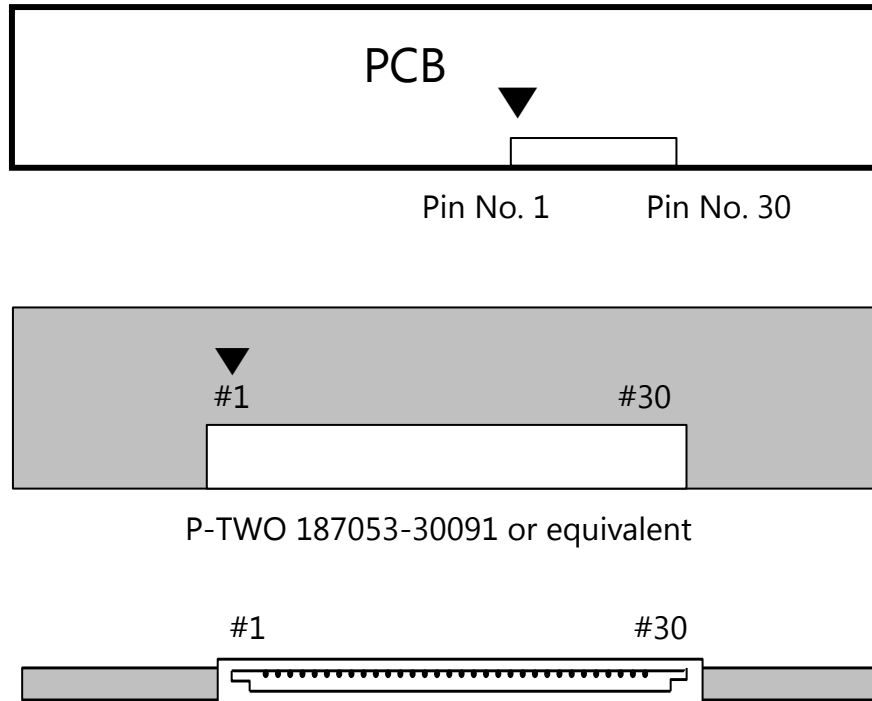 PCB
Pin No. 1 Pin No. 30
#1 #30
P-TWO 187053-30091 or equivalent
#1 #30